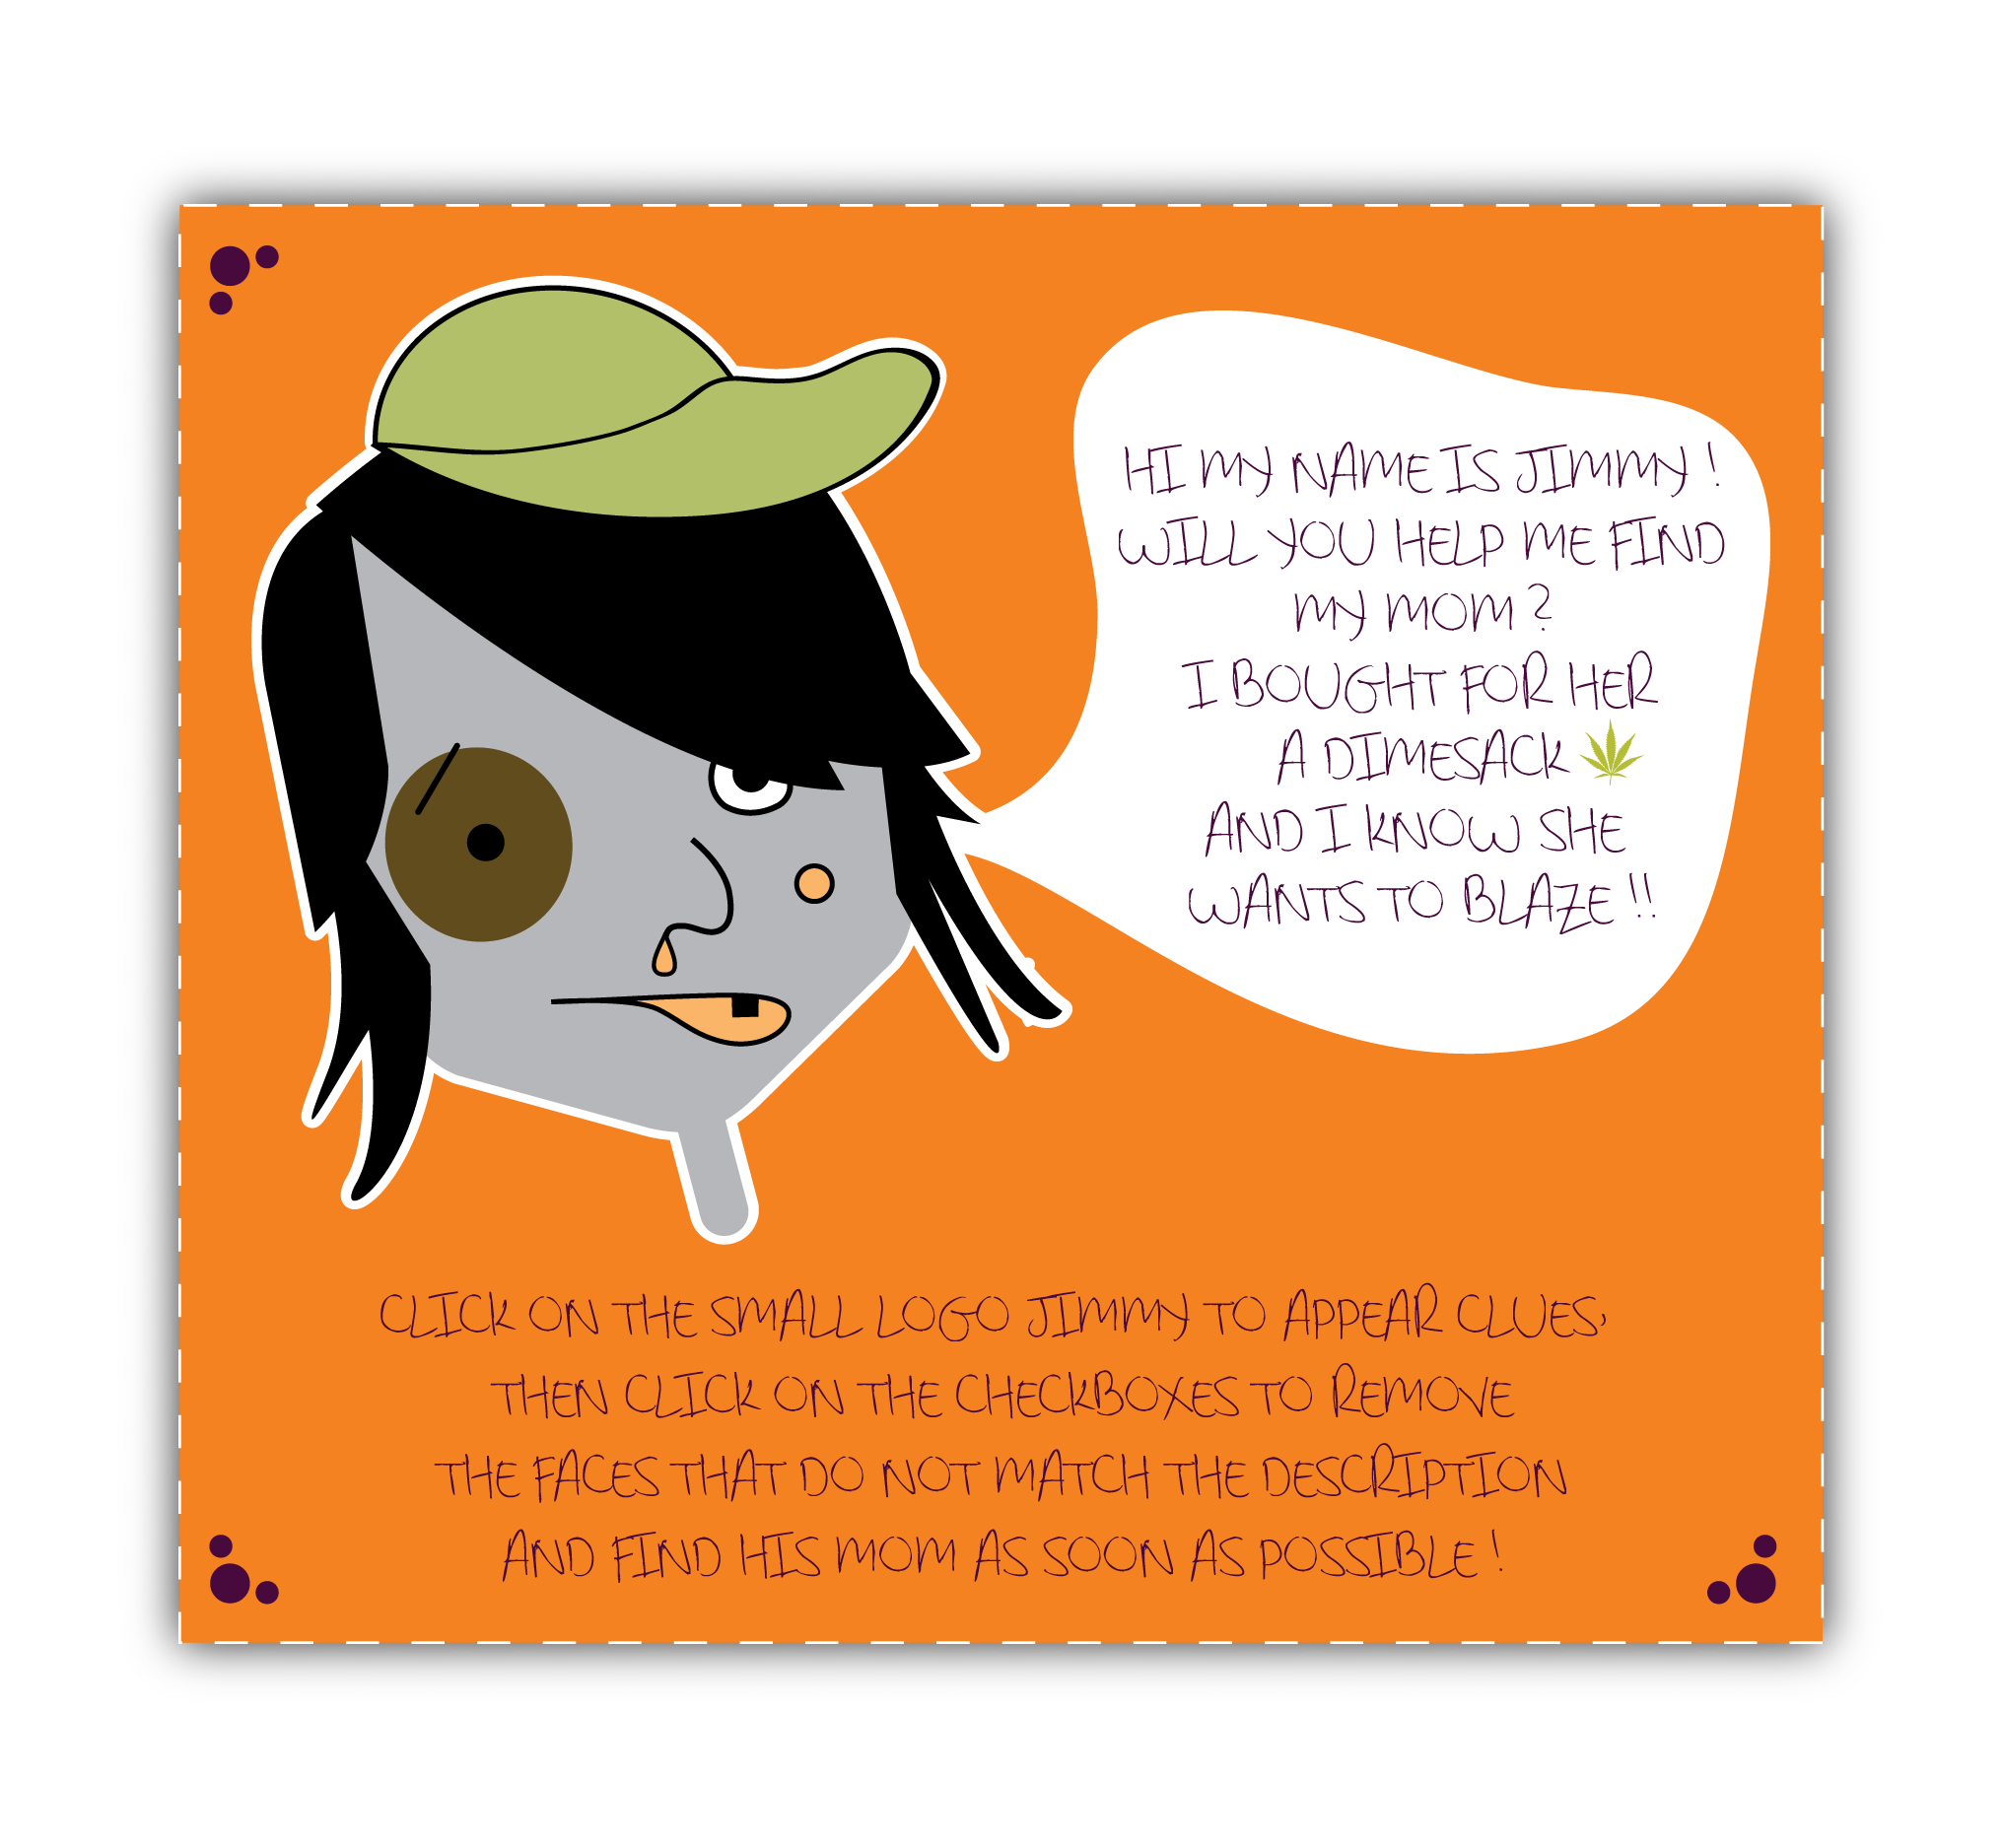 HI MY NAME IS JIMMY !
WILL YOU HELP ME FIND
MY MOM ?
I BOUGHT FOR HER
A DIMESACK
AND I KNOW SHE
WANTS TO BLAZE !!
CLICK ON THE SMALL LOGO JIMMY TO APPEAR CLUES,
THEN CLICK ON THE CHECKBOXES TO REMOVE
THE FACES THAT DO NOT MATCH THE DESCRIPTION
AND FIND HIS MOM AS SOON AS POSSIBLE !